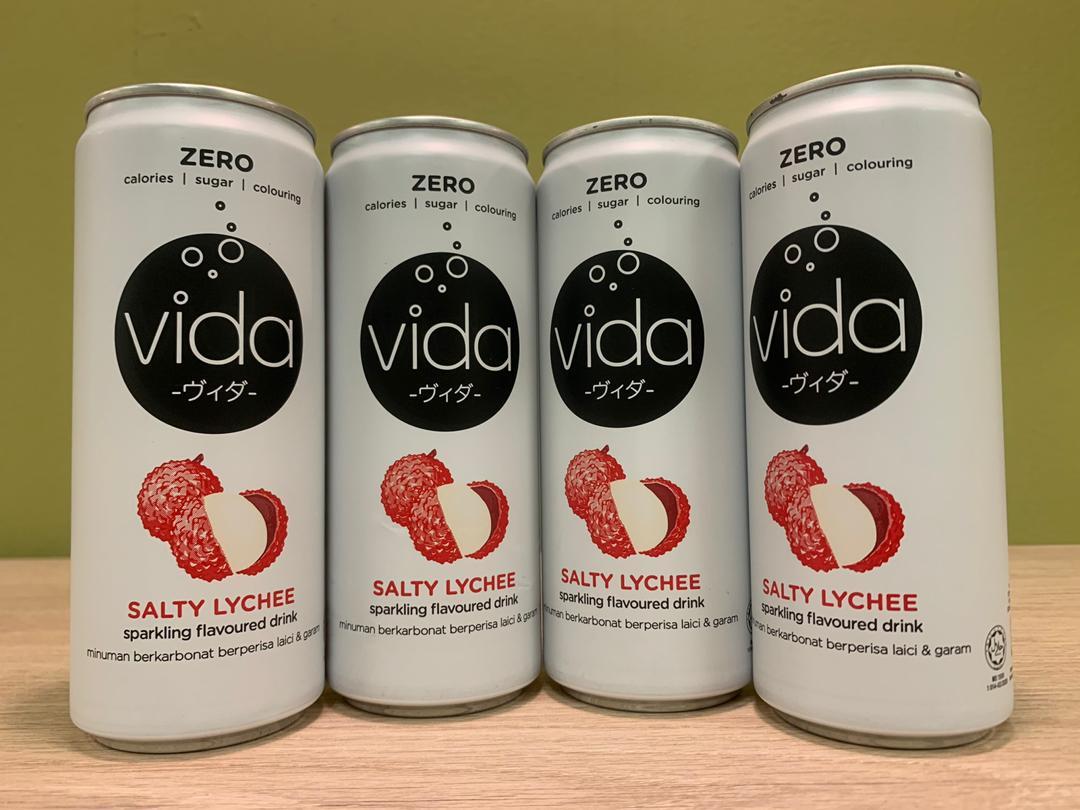 ZERO
calories | sugar | colouring
vida
-ヴィダ-
SALTY LYCHEE
sparkling flavoured drink
minuman berkarbonat berperisa laici & garam
ZERO
calories | sugar | colouring
vida
-ヴィダ-
SALTY LYCHEE
sparkling flavoured drink
minuman berkarbonat berperisa laici & garam
ZERO
calories | sugar | colouring
vida
-ヴィダ-
SALTY LYCHEE
sparkling flavoured drink
berkarbonat berperisa laici & garam
ZERO
calories | sugar | colouring
vida
-ヴィダ-
SALTY LYCHEE
sparkling flavoured drink
berkarbonat berperisa laici & garam